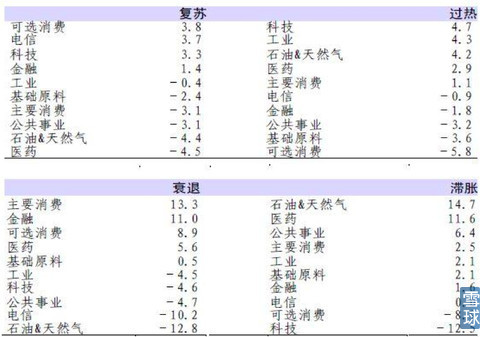 复苏 过热
可选消费 3.8 科技 4.7
电信 3.7 工业 4.3
科技 3.3 石油&天然气 4.2
金融 1.4 医药 2.9
工业 -0.4 主要消费 1.1
基础原料 -2.4 电信 -0.9
主要消费 -3.1 金融 -1.8
公共事业 -3.1 公共事业 -3.2
石油&天然气 -4.4 基础原料 -3.6
医药 -4.5 可选消费 -5.8
衰退 滞胀
主要消费 13.3 石油&天然气 14.7
金融 11.0 医药 11.6
可选消费 8.9 公共事业 6.4
医药 5.6 主要消费 2.5
基础原料 0.5 工业 2.1
工业 -4.5 基础原料 2.1
科技 -4.6 金融 1.6
公共事业 -4.7 电信
电信 -10.2 可选消费
石油&天然气 -12.8 科技
雪球